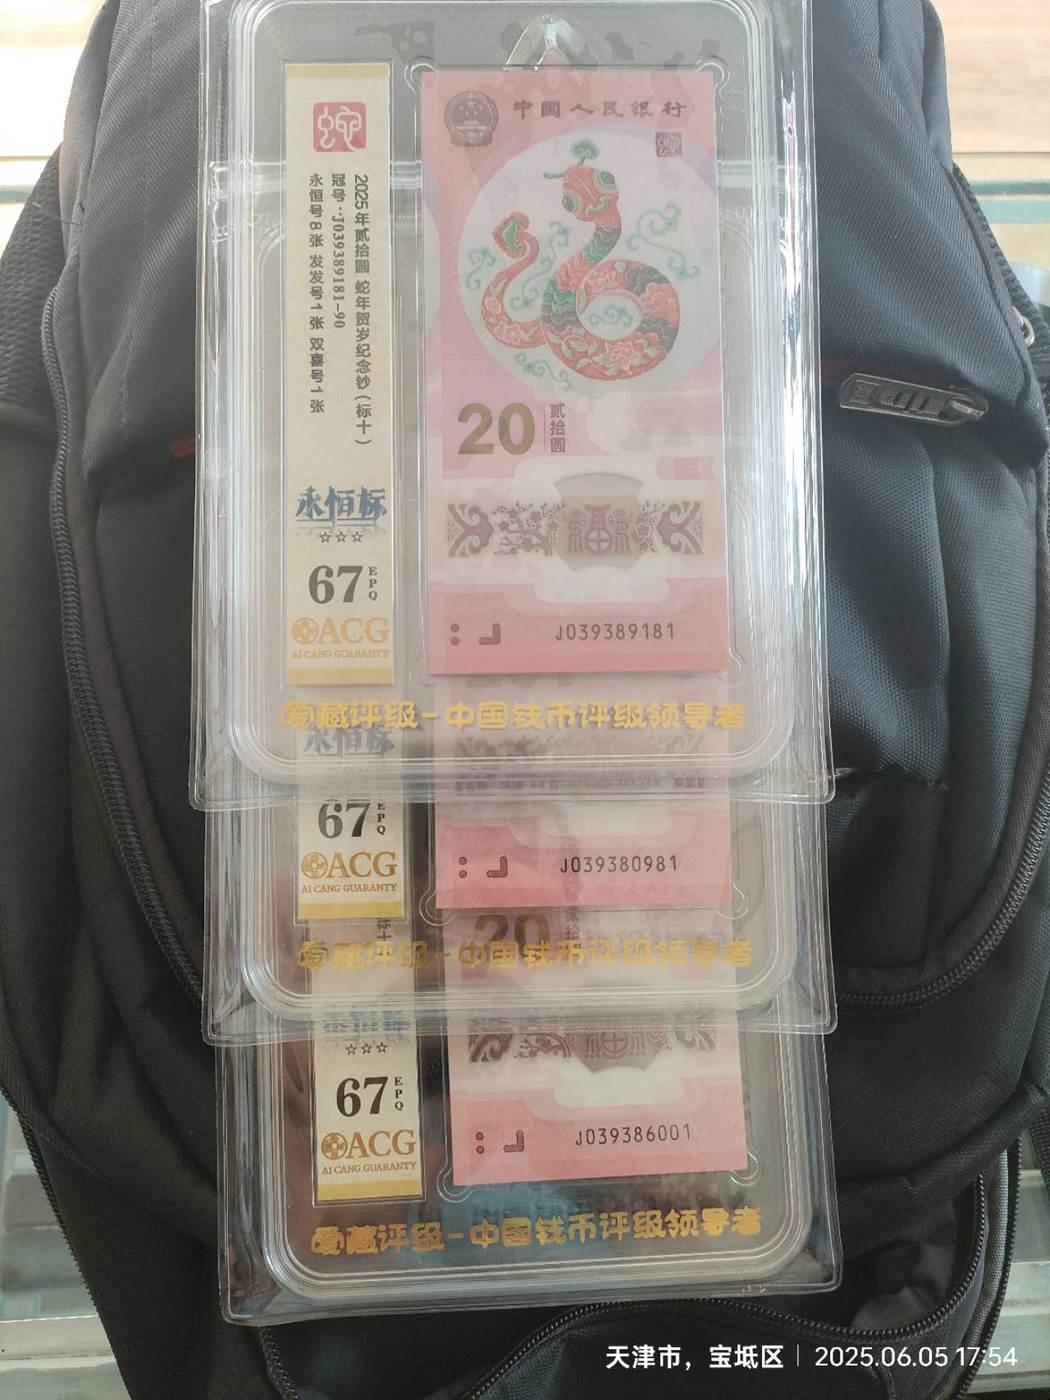 中国人民银行
蛇
2025年贰拾圆 蛇年贺岁纪念钞（标十）
冠号：J039389181-90
永恒号8张 发发号1张 双喜号1张
20 贰拾圆
永恒标
☆☆☆
67 EPQ
ACG
AI CANG GUARANTY
福
J039389181
爱藏评级-中国钱币评级领导者
永恒标
67 EPQ
ACG
AI CANG GUARANTY
J039380981
20
爱藏评级-中国钱币评级领导者
☆☆☆
67 EPQ
ACG
AI CANG GUARANTY
J039386001
爱藏评级-中国钱币评级领导者
天津市，宝坻区 | 2025.06.05 17:54